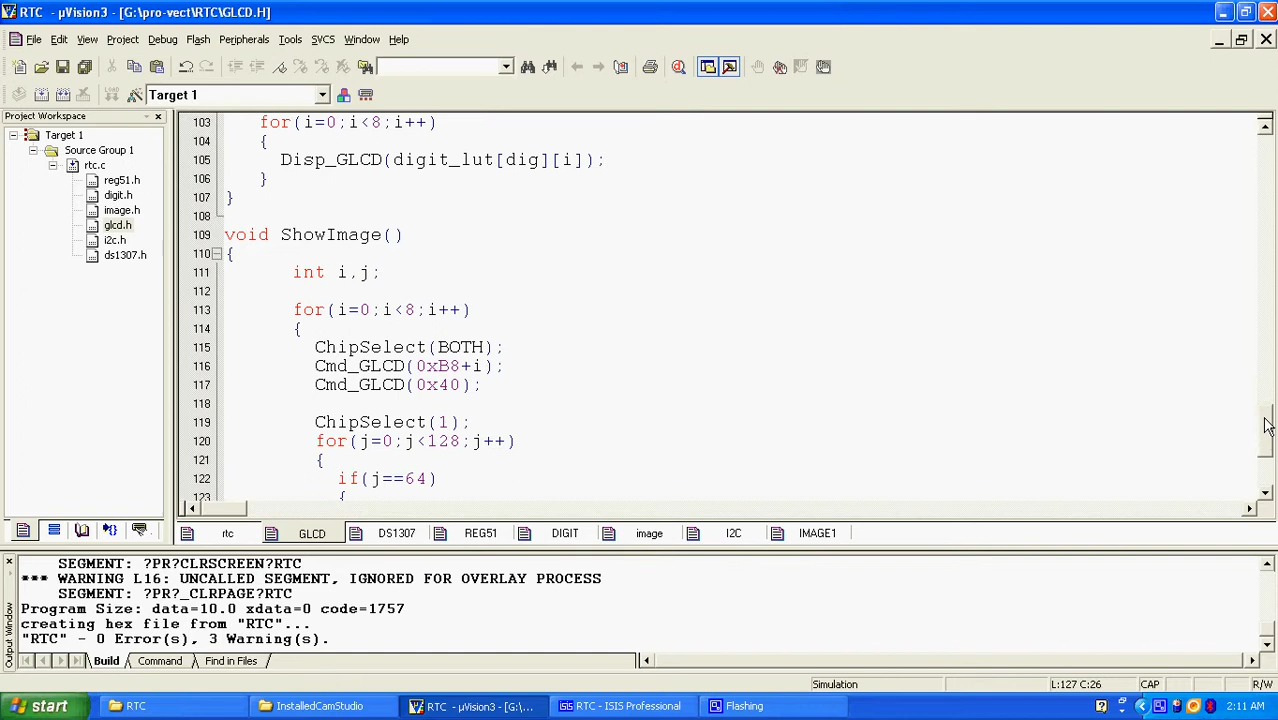 RTC - µVision3 - [G:\pro-vect\RTC\GLCD.H]
File Edit View Project Debug Flash Peripherals Tools SVCS Window Help
Target 1
Project Workspace
Target 1
Source Group 1
rtc.c
reg51.h
digit.h
image.h
glcd.h
i2c.h
ds1307.h
103 for(i=0;i<8;i++)
104 {
105 Disp_GLCD(digit_lut[dig][i]);
106 }
107 }
108
109 void ShowImage()
110 {
111 int i,j;
112
113 for(i=0;i<8;i++)
114 {
115 ChipSelect(BOTH);
116 Cmd_GLCD(0xB8+i);
117 Cmd_GLCD(0x40);
118
119 ChipSelect(1);
120 for(j=0;j<128;j++)
121 {
122 if(j==64)
123 {
rtc GLCD DS1307 REG51 DIGIT image I2C IMAGE1
SEGMENT: ?PR?CLRSCREEN?RTC
*** WARNING L16: UNCALLED SEGMENT, IGNORED FOR OVERLAY PROCESS
SEGMENT: ?PR?_CLRPAGE?RTC
Program Size: data=10.0 xdata=0 code=1757
creating hex file from "RTC"...
"RTC" - 0 Error(s), 3 Warning(s).
Output Window
Build Command Find in Files
Simulation L:127 C:26 CAP R/W
start RTC InstalledCamStudio RTC - µVision3 - [G:\... RTC - ISIS Professional Flashing 2:11 AM